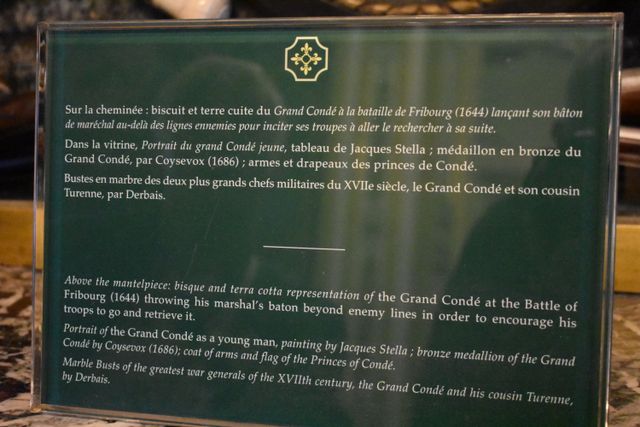 Sur la cheminée : biscuit et terre cuite du Grand Condé à la bataille de Fribourg (1644) lançant son bâton
de maréchal au-delà des lignes ennemies pour inciter ses troupes à aller le rechercher à sa suite.
Dans la vitrine, Portrait du grand Condé jeune, tableau de Jacques Stella ; médaillon en bronze du
Grand Condé, par Coysevox (1686) ; armes et drapeaux des princes de Condé.
Bustes en marbre des deux plus grands chefs militaires du XVIIe siècle, le Grand Condé et son cousin
Turenne, par Derbais.
Above the mantelpiece: bisque and terra cotta representation of the Grand Condé at the Battle of
Fribourg (1644) throwing his marshal's baton beyond enemy lines in order to encourage his
troops to go and retrieve it.
Portrait of the Grand Condé as a young man, painting by Jacques Stella ; bronze medallion of the Grand
Condé by Coysevox (1686); coat of arms and flag of the Princes of Condé.
Marble Busts of the greatest war generals of the XVIIth century, the Grand Condé and his cousin Turenne,
by Derbais.